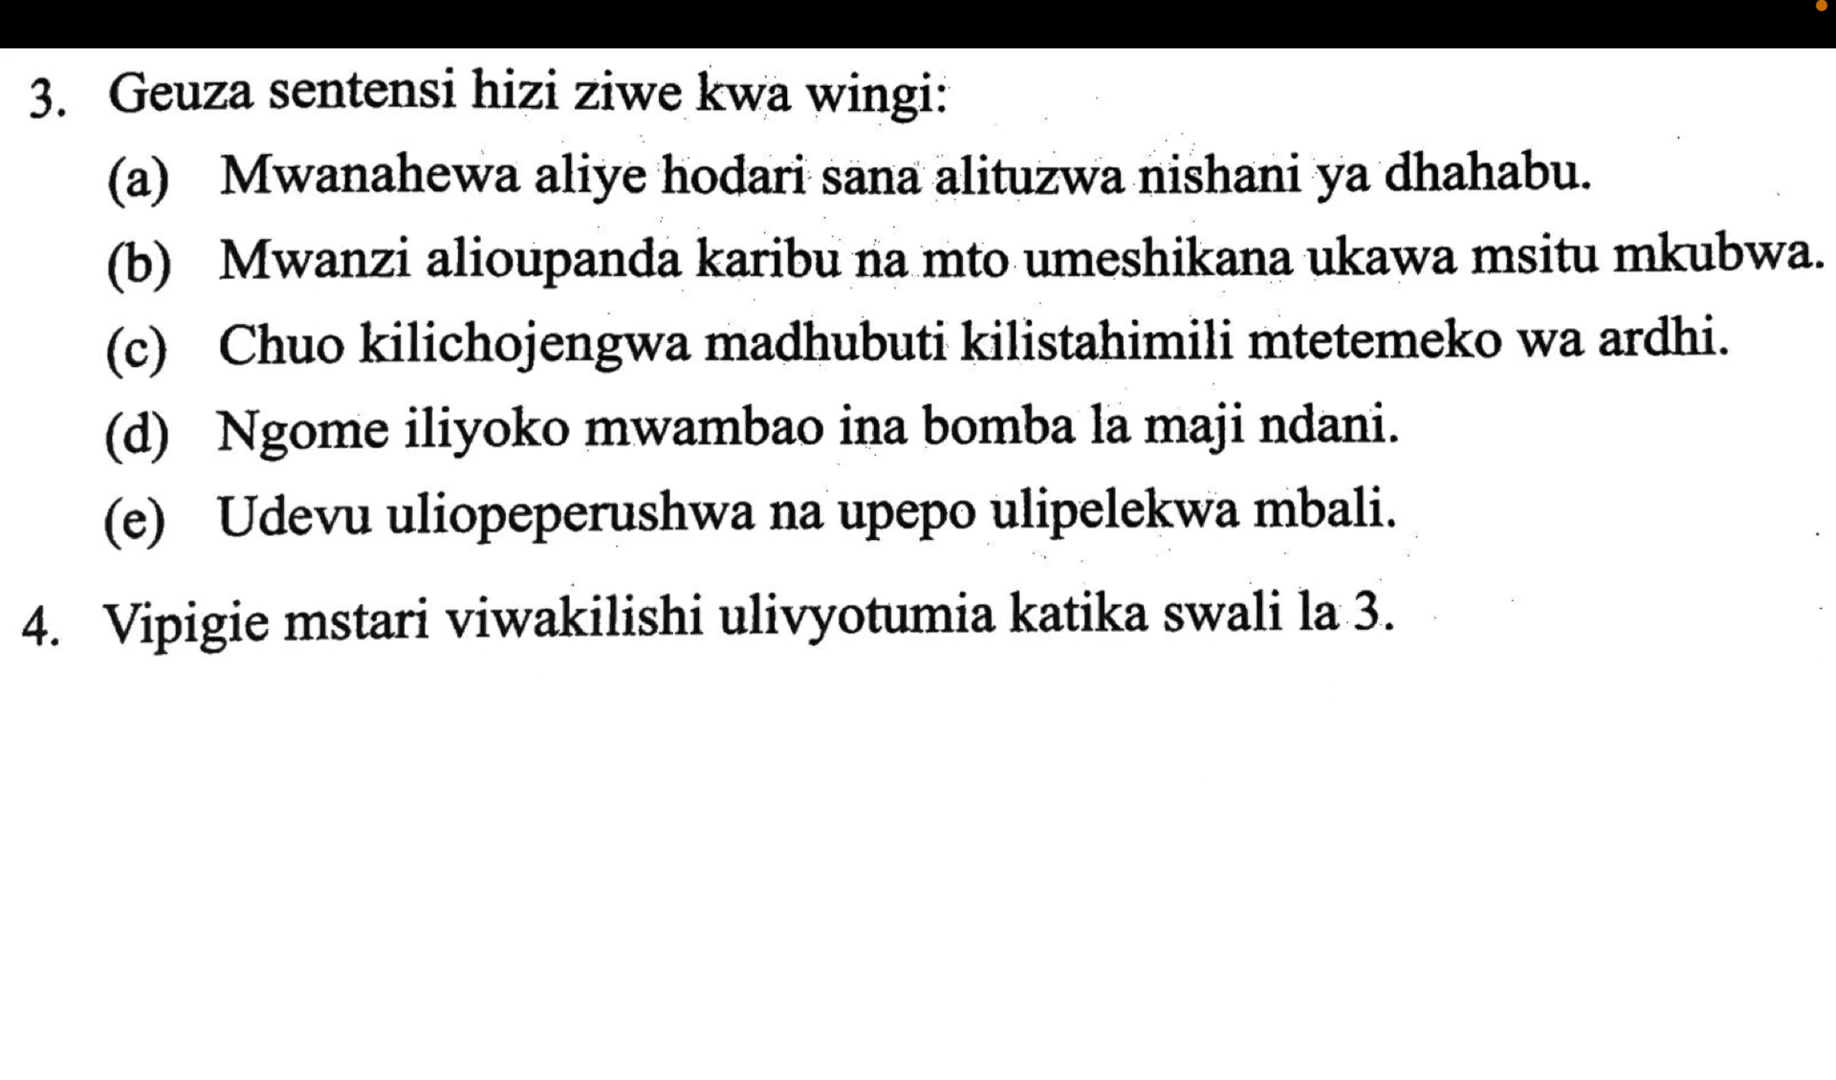 3. Geuza sentensi hizi ziwe kwa wingi:
(a) Mwanahewa aliye hodari sana alituzwa nishani ya dhahabu.
(b) Mwanzi alioupanda karibu na mto umeshikana ukawa msitu mkubwa.
(c) Chuo kilichojengwa madhubuti kilistahimili mtetemeko wa ardhi.
(d) Ngome iliyoko mwambao ina bomba la maji ndani.
(e) Udevu uliopeperushwa na upepo ulipelekwa mbali.
4. Vipigie mstari viwakilishi ulivyotumia katika swali la 3.